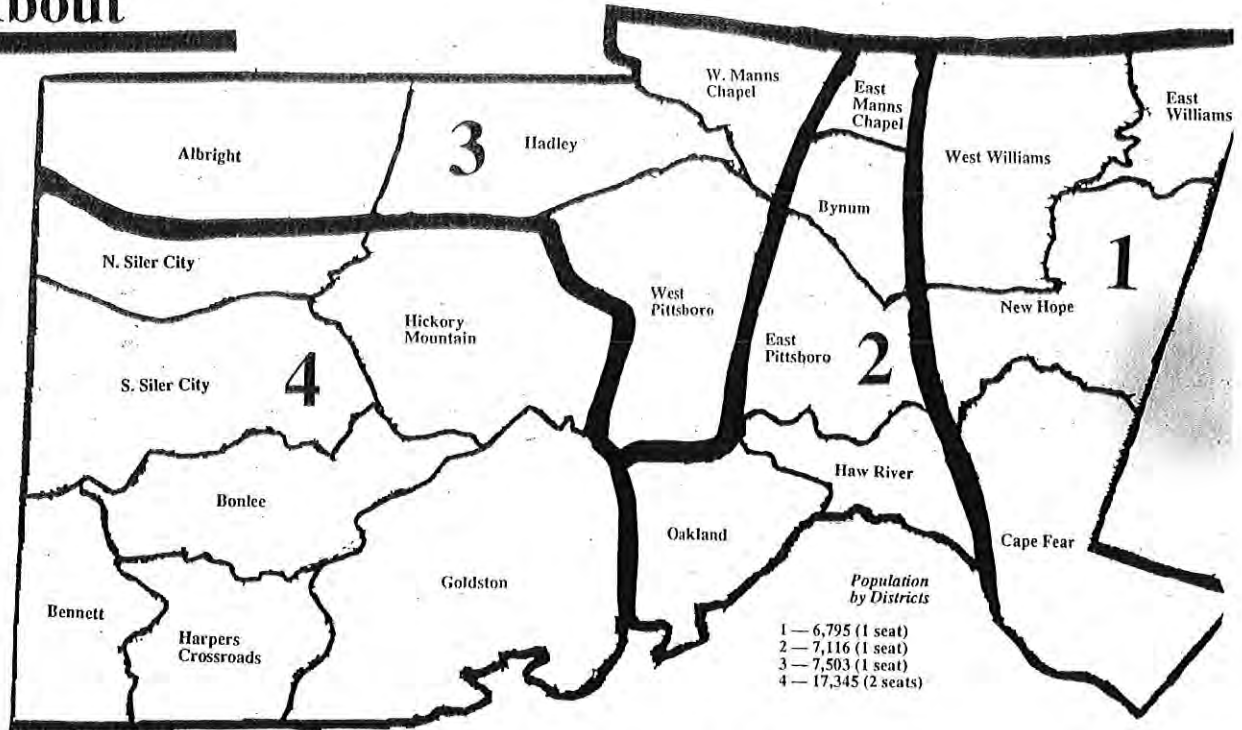 W. Manns
Chapel
East
Manns
Chapel
East
Williams
Albright
3
Hadley
West Williams
Bynum
1
N. Siler City
New Hope
West
Pittsboro
Hickory
Mountain
East
Pittsboro
2
S. Siler City
4
Haw River
Bonlee
Oakland
Cape Fear
Goldston
Bennett
Harpers
Crossroads
Population
by Districts
1 — 6,795 (1 seat)
2 — 7,116 (1 seat)
3 — 7,503 (1 seat)
4 — 17,345 (2 seats)